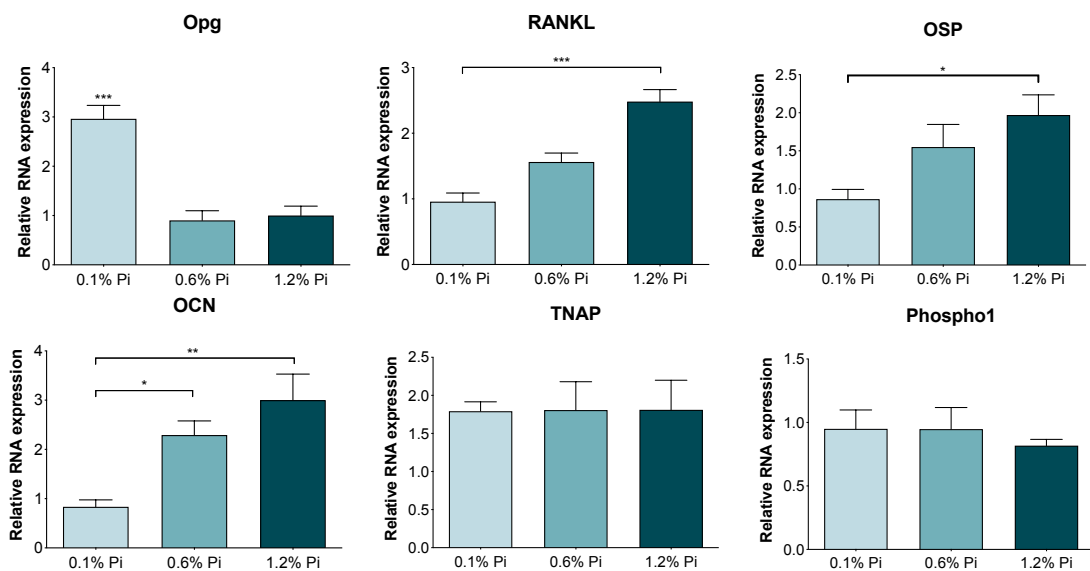 Opg
Relative RNA expression
4
3
2
1
0
***
0.1% Pi
0.6% Pi
1.2% Pi
RANKL
Relative RNA expression
3
2
1
0
***
0.1% Pi
0.6% Pi
1.2% Pi
OSP
Relative RNA expression
2.5
2.0
1.5
1.0
0.5
0.0
*
0.1% Pi
0.6% Pi
1.2% Pi
OCN
Relative RNA expression
4
3
2
1
0
**
*
0.1% Pi
0.6% Pi
1.2% Pi
TNAP
Relative RNA expression
2.5
2.0
1.5
1.0
0.5
0.0
0.1% Pi
0.6% Pi
1.2% Pi
Phospho1
Relative RNA expression
1.5
1.0
0.5
0.0
0.1% Pi
0.6% Pi
1.2% Pi